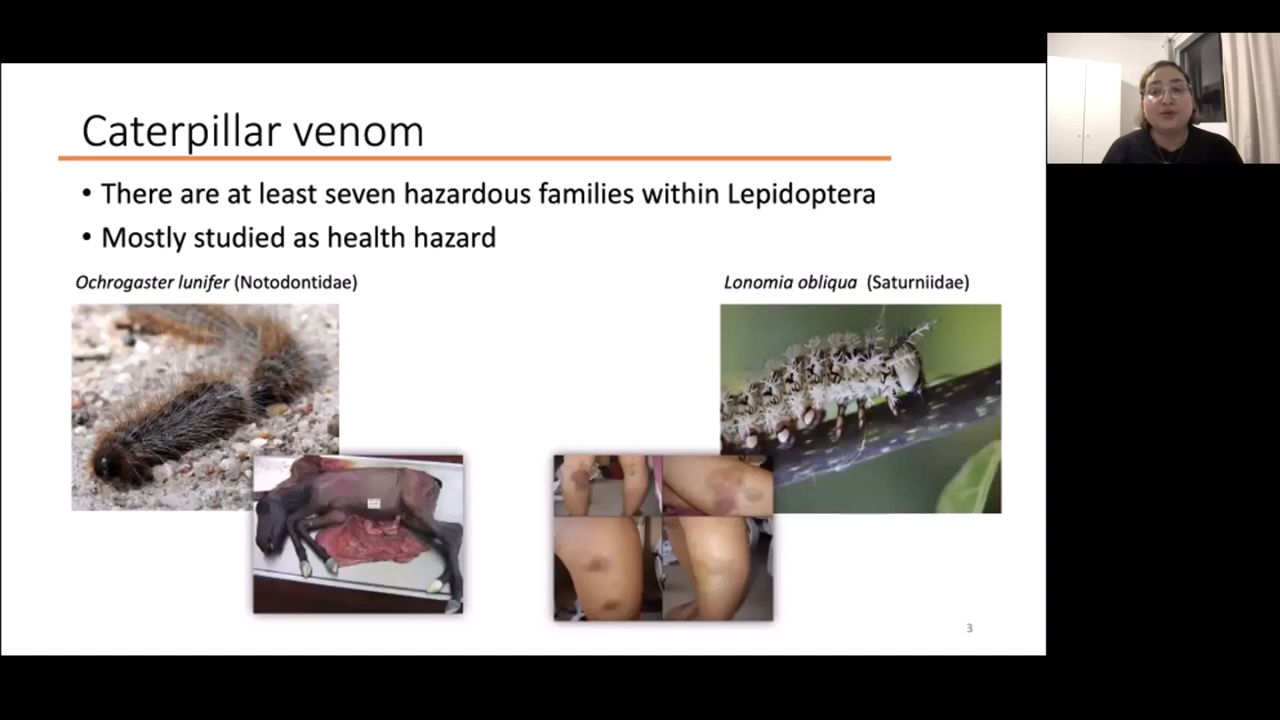 Caterpillar venom
• There are at least seven hazardous families within Lepidoptera
• Mostly studied as health hazard
Ochrogaster lunifer (Notodontidae)
Lonomia obliqua (Saturniidae)
3